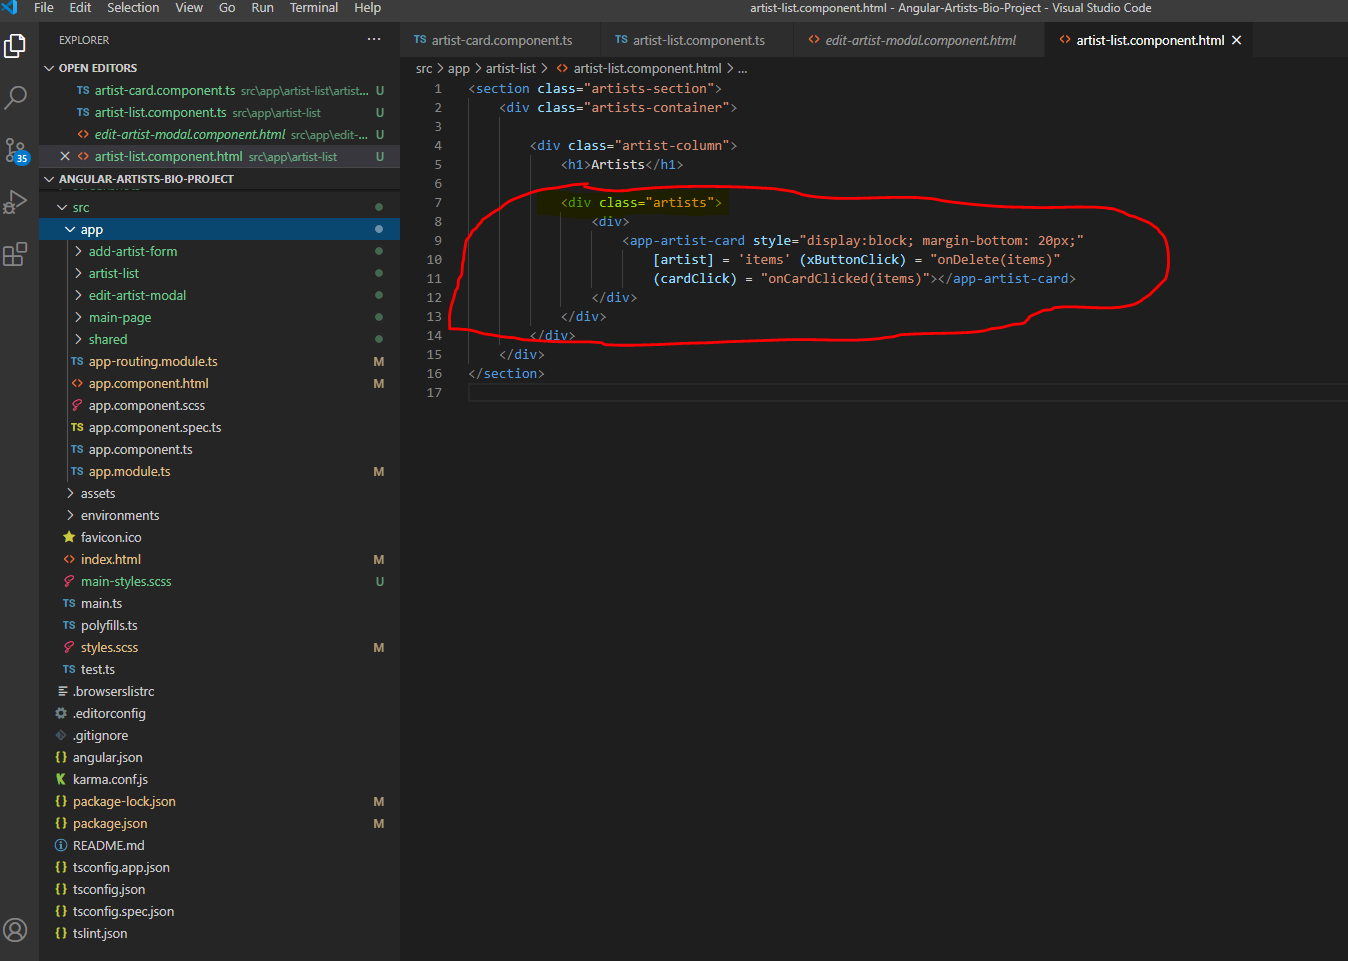 File Edit Selection View Go Run Terminal Help
artist-list.component.html - Angular-Artists-Bio-Project - Visual Studio Code
EXPLORER ...
OPEN EDITORS
TS artist-card.component.ts src\app\artist-list\artist... U
TS artist-list.component.ts src\app\artist-list U
<> edit-artist-modal.component.html src\app\edit-... U
<> artist-list.component.html src\app\artist-list U
35
ANGULAR-ARTISTS-BIO-PROJECT
src
app
add-artist-form
artist-list
edit-artist-modal
main-page
shared
TS app-routing.module.ts M
<> app.component.html M
app.component.scss
TS app.component.spec.ts
TS app.component.ts
TS app.module.ts M
assets
environments
favicon.ico
<> index.html M
main-styles.scss U
TS main.ts
TS polyfills.ts
styles.scss M
TS test.ts
.browserslistrc
.editorconfig
.gitignore
{} angular.json
karma.conf.js
{} package-lock.json M
{} package.json M
README.md
{} tsconfig.app.json
{} tsconfig.json
{} tsconfig.spec.json
{} tslint.json
TS artist-card.component.ts
TS artist-list.component.ts
<> edit-artist-modal.component.html
<> artist-list.component.html
src > app > artist-list > <> artist-list.component.html > ...
1 <section class="artists-section">
2 <div class="artists-container">
3
4 <div class="artist-column">
5 <h1>Artists</h1>
6
7 <div class="artists">
8 <div>
9 <app-artist-card style="display:block; margin-bottom: 20px;"
10 [artist] = 'items' (xButtonClick) = "onDelete(items)"
11 (cardClick) = "onCardClicked(items)"></app-artist-card>
12 </div>
13 </div>
14 </div>
15 </div>
16 </section>
17